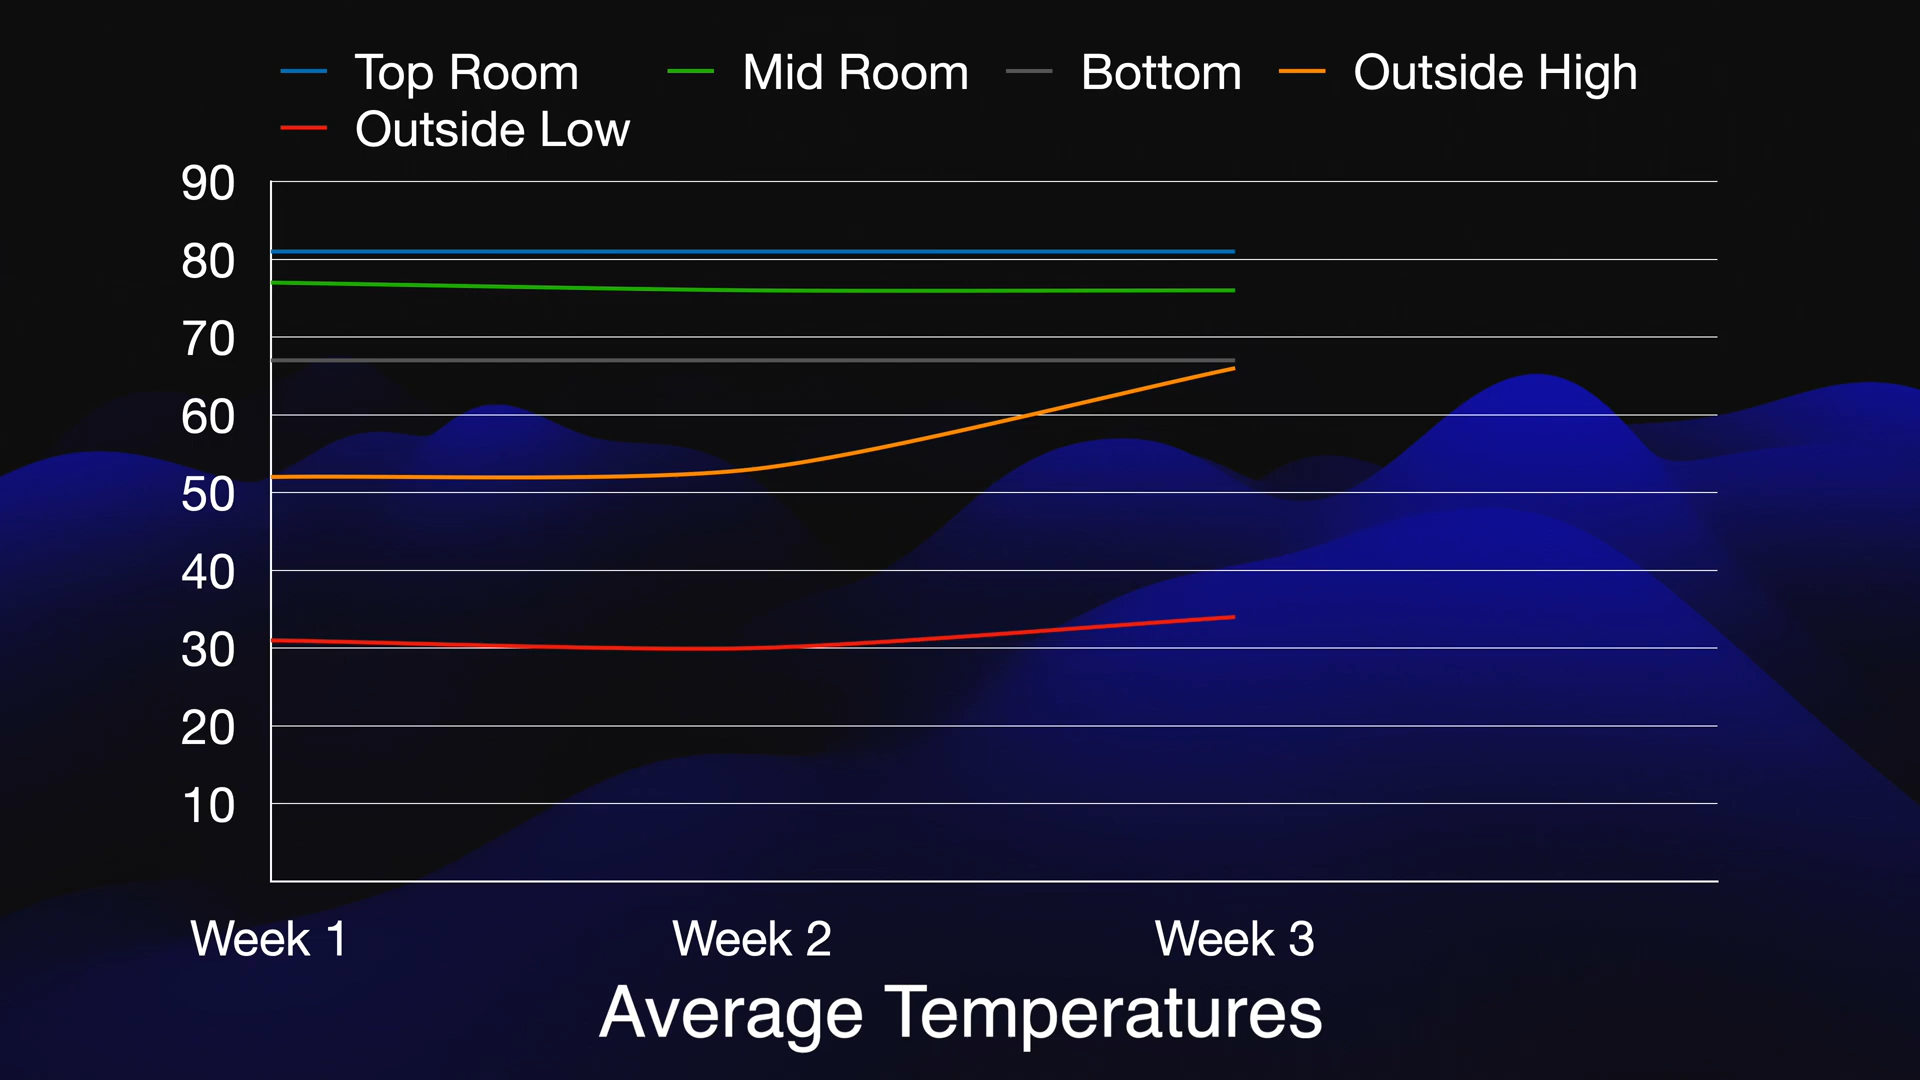 Top Room Mid Room Bottom Outside High
Outside Low
90
80
70
60
50
40
30
20
10
Week 1 Week 2 Week 3
Average Temperatures